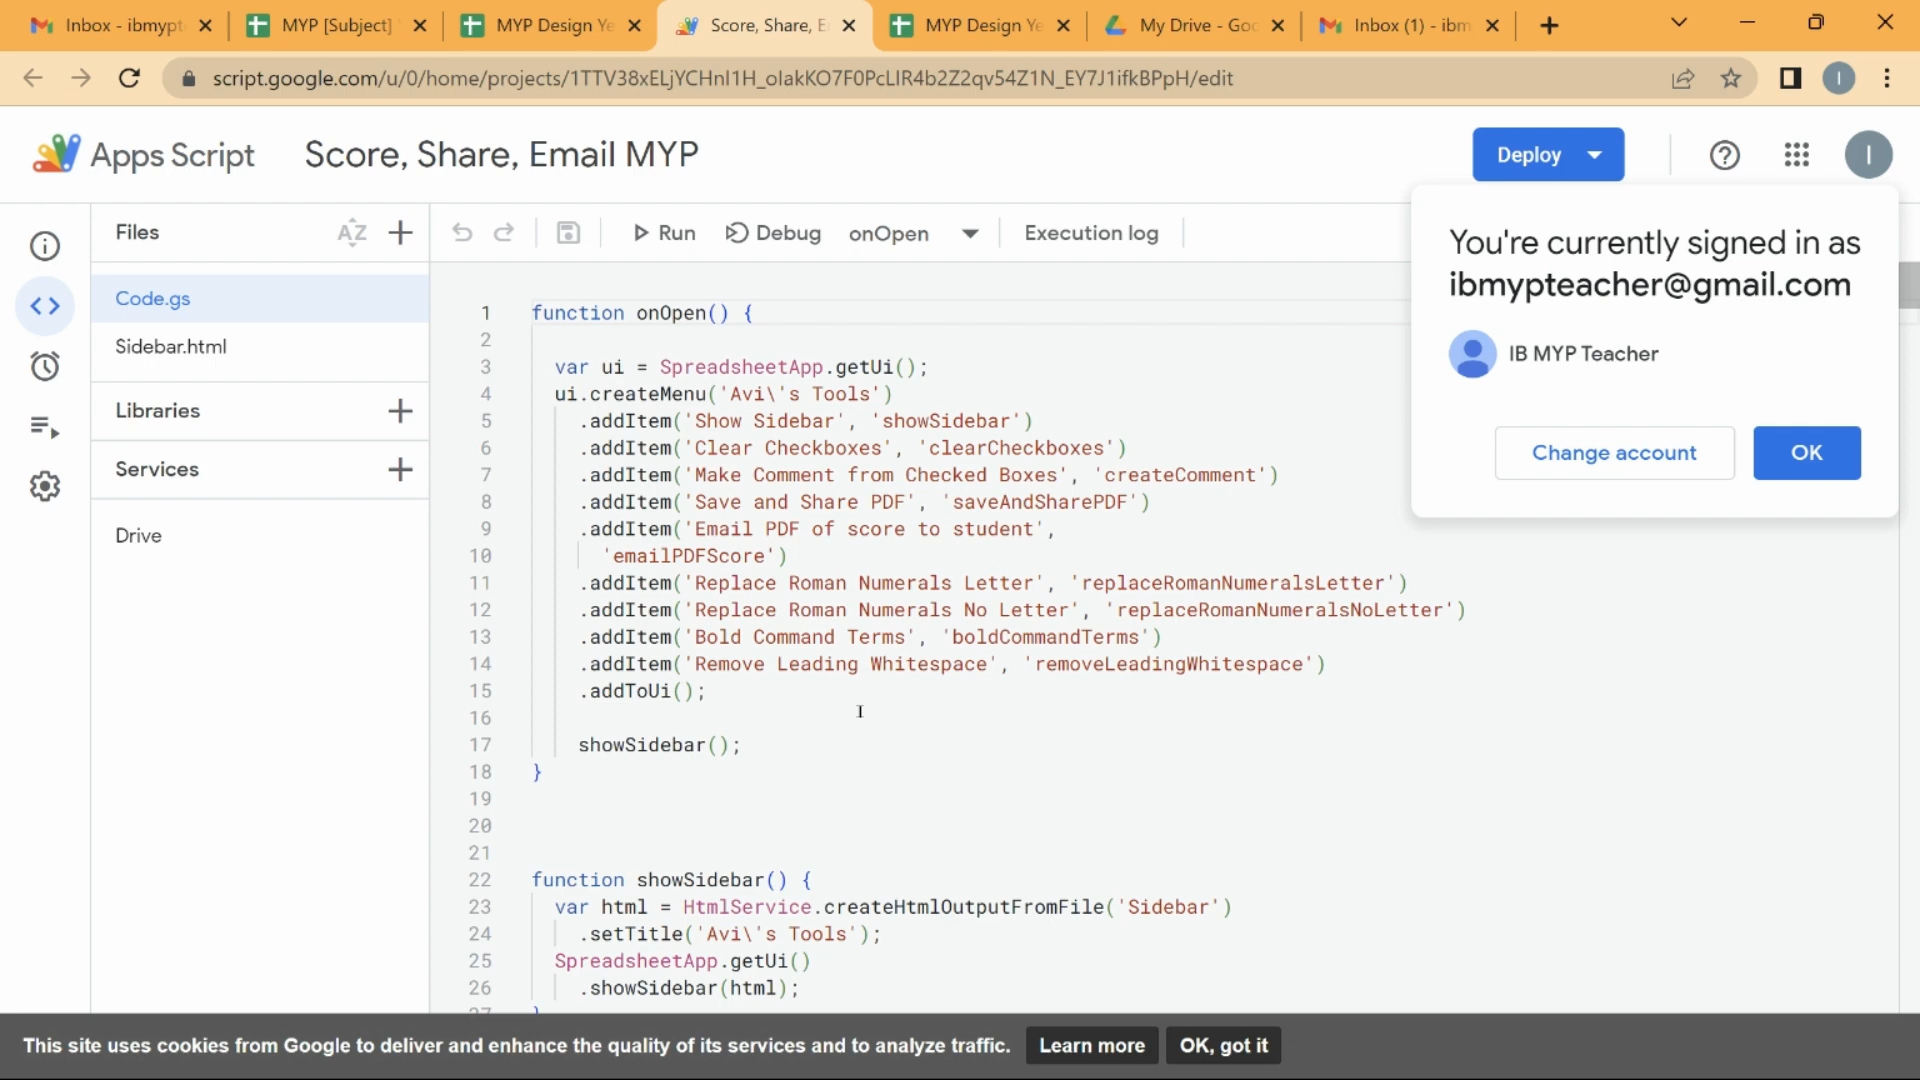 Inbox - ibmypt
MYP [Subject]
MYP Design Ye
Score, Share, E
MYP Design Ye
My Drive - Goo
Inbox (1) - ibm
script.google.com/u/0/home/projects/1TTV38xELjYCHnI1H_olakKO7F0PcLIR4b2Z2qv54Z1N_EY7J1ifkBPpH/edit
I
Apps Script
Score, Share, Email MYP
Deploy
I
Files
AZ
Run
Debug
onOpen
Execution log
Code.gs
Sidebar.html
Libraries
Services
Drive
1 function onOpen() {
2
3 var ui = SpreadsheetApp.getUi();
4 ui.createMenu('Avi\'s Tools')
5 .addItem('Show Sidebar', 'showSidebar')
6 .addItem('Clear Checkboxes', 'clearCheckboxes')
7 .addItem('Make Comment from Checked Boxes', 'createComment')
8 .addItem('Save and Share PDF', 'saveAndSharePDF')
9 .addItem('Email PDF of score to student',
10 'emailPDFScore')
11 .addItem('Replace Roman Numerals Letter', 'replaceRomanNumeralsLetter')
12 .addItem('Replace Roman Numerals No Letter', 'replaceRomanNumeralsNoLetter')
13 .addItem('Bold Command Terms', 'boldCommandTerms')
14 .addItem('Remove Leading Whitespace', 'removeLeadingWhitespace')
15 .addToUi();
16
17 showSidebar();
18 }
19
20
21
22 function showSidebar() {
23 var html = HtmlService.createHtmlOutputFromFile('Sidebar')
24 .setTitle('Avi\'s Tools');
25 SpreadsheetApp.getUi()
26 .showSidebar(html);
You're currently signed in as
ibmypteacher@gmail.com
IB MYP Teacher
Change account
OK
This site uses cookies from Google to deliver and enhance the quality of its services and to analyze traffic.
Learn more
OK, got it